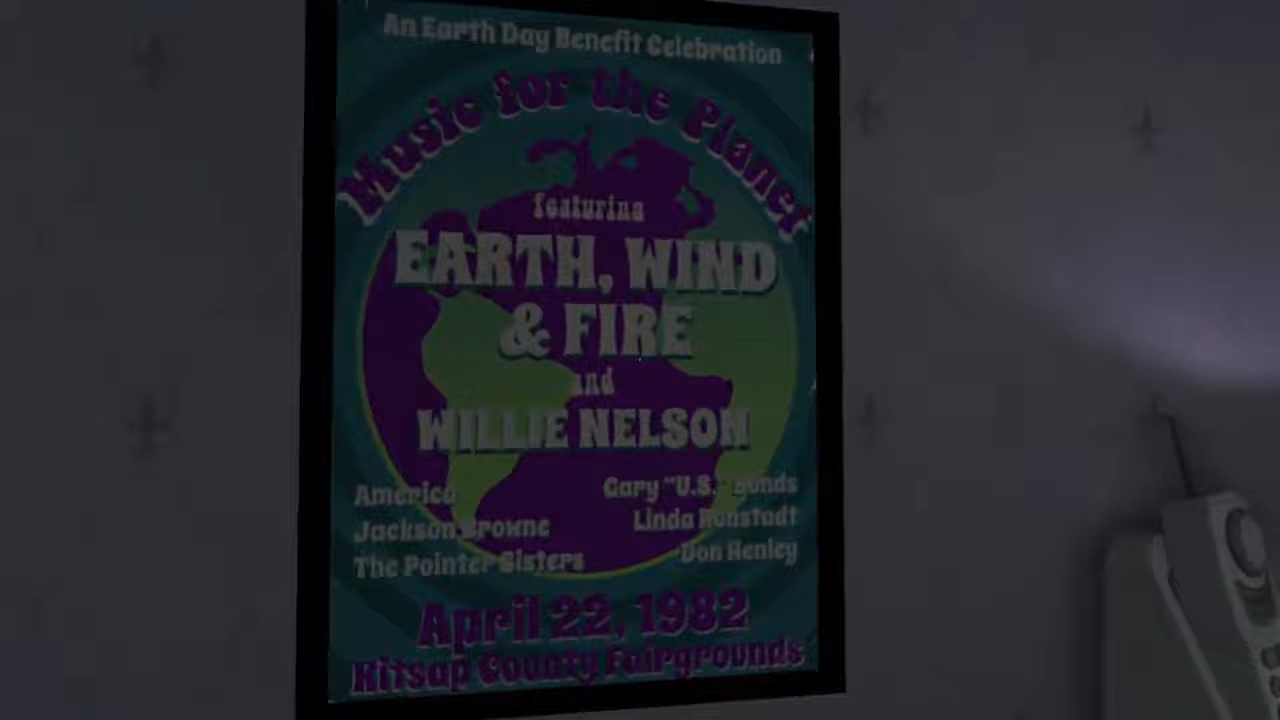 An Earth Day Benefit Celebration
Music for the Planet
featuring
EARTH, WIND
& FIRE
and
WILLIE NELSON
America
Jackson Browne
The Pointer Sisters
Gary "U.S." Bonds
Linda Ronstadt
Don Henley
April 22, 1982
Kitsap County Fairgrounds